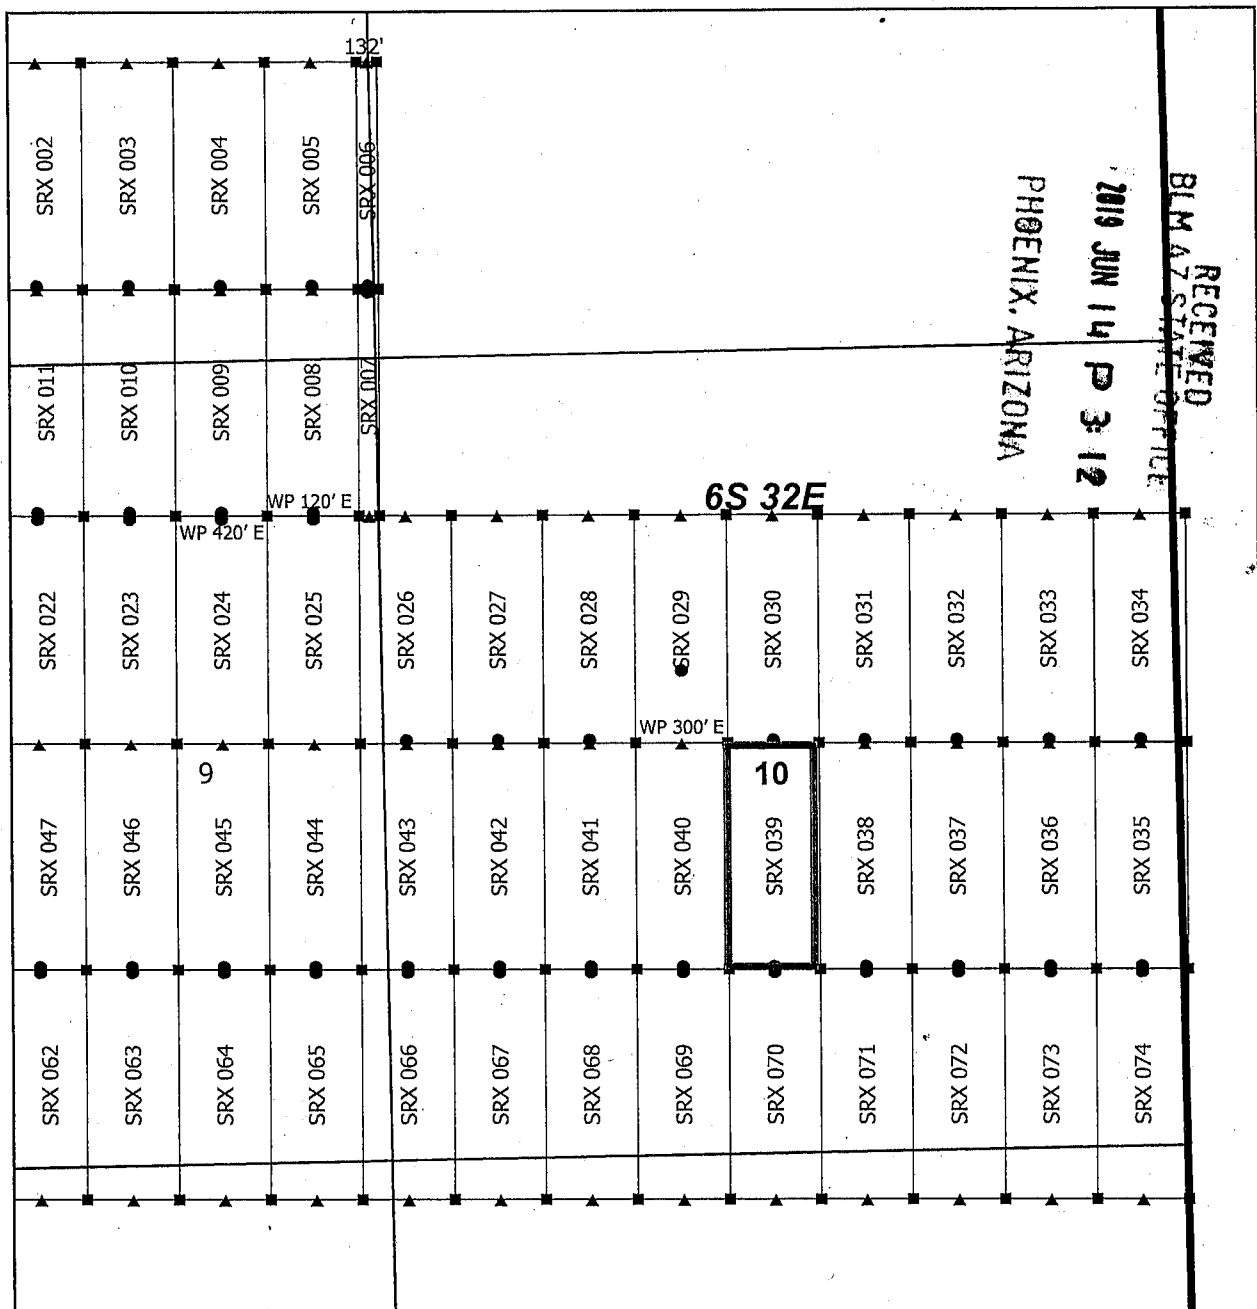 132'
SRX 002
SRX 003
SRX 004
SRX 005
SRX 006
RECEIVED
BLM AZ STATE OFFICE
2019 JUN 14 P 3:12
PHOENIX, ARIZONA
SRX 011
SRX 010
SRX 009
SRX 008
SRX 007
6S 32E
WP 120' E
WP 420' E
SRX 022
SRX 023
SRX 024
SRX 025
SRX 026
SRX 027
SRX 028
SRX 029
SRX 030
SRX 031
SRX 032
SRX 033
SRX 034
WP 300' E
9
10
SRX 047
SRX 046
SRX 045
SRX 044
SRX 043
SRX 042
SRX 041
SRX 040
SRX 039
SRX 038
SRX 037
SRX 036
SRX 035
SRX 062
SRX 063
SRX 064
SRX 065
SRX 066
SRX 067
SRX 068
SRX 069
SRX 070
SRX 071
SRX 072
SRX 073
SRX 074